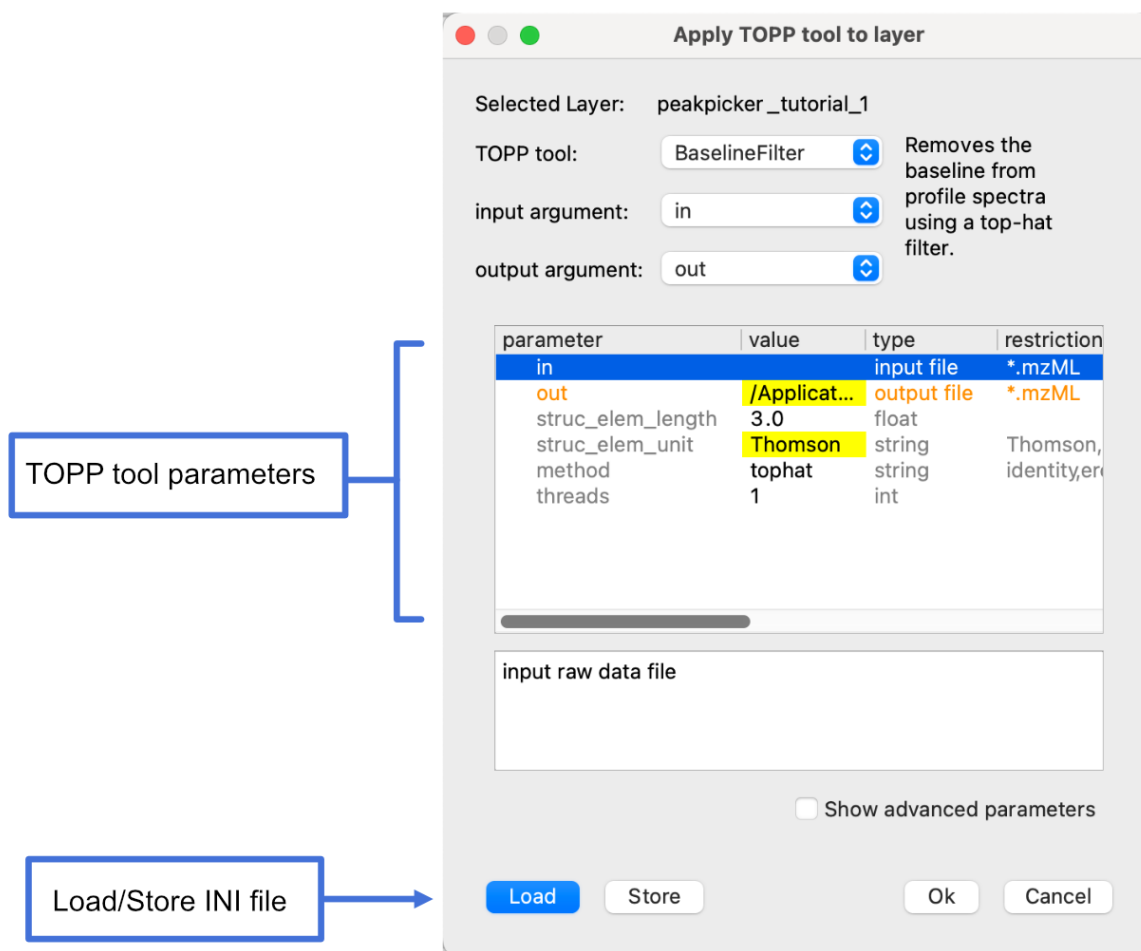 Apply TOPP tool to layer
Selected Layer: peakpicker_tutorial_1
TOPP tool: BaselineFilter
Removes the
baseline from
profile spectra
using a top-hat
filter.
input argument: in
output argument: out
parameter value type restriction
in input file *.mzML
out /Applicat... output file *.mzML
struc_elem_length 3.0 float
struc_elem_unit Thomson string Thomson,
method tophat string identity,er
threads 1 int
TOPP tool parameters
input raw data file
Show advanced parameters
Load/Store INI file
Load Store Ok Cancel